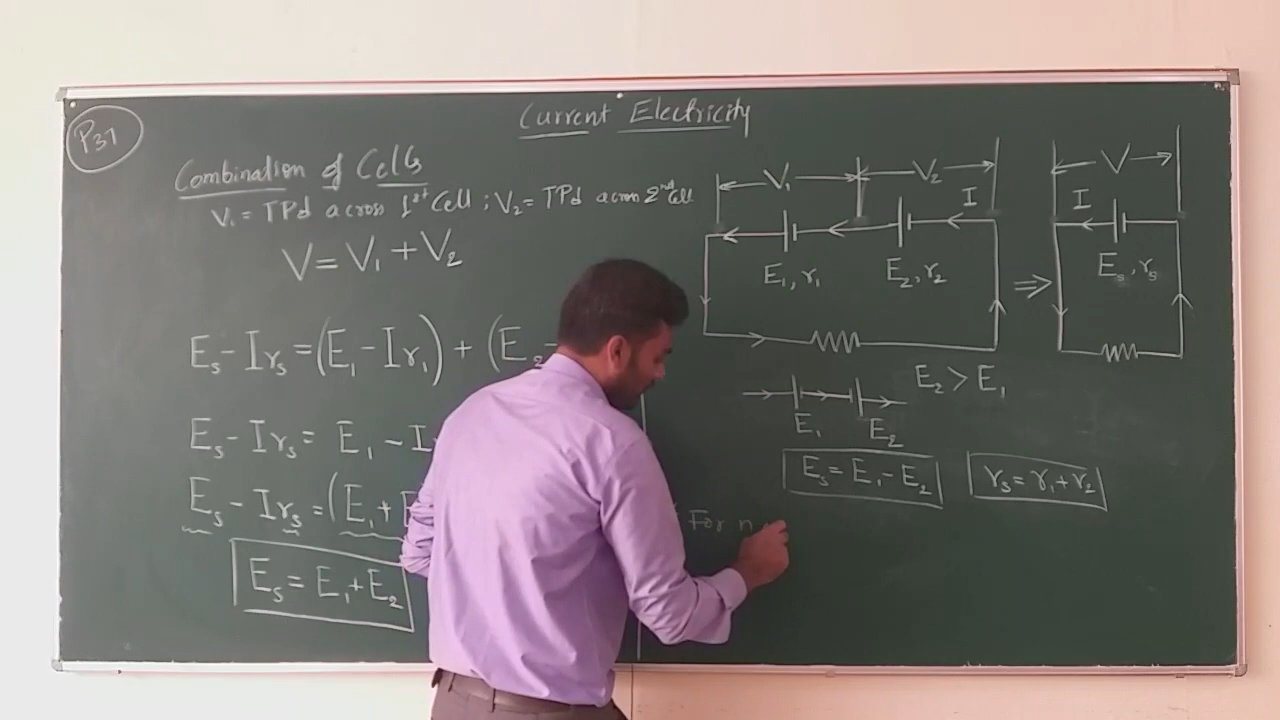 P31
Current Electricity
Combination of Cells
V₁ = TPd across 1st Cell ; V₂ = TPd across 2nd Cell
V = V₁ + V₂
Es - Irs = (E₁ - Ir₁) + (E₂
Es - Irs = E₁ - I
Es - Irs = (E₁ +
Es = E₁ + E₂
V₁ V₂
I
E₁, r₁ E₂, r₂
⇒
V
I
Es, rs
E₂ > E₁
E₁ E₂
Es = E₁ - E₂
rs = r₁ + r₂
For n